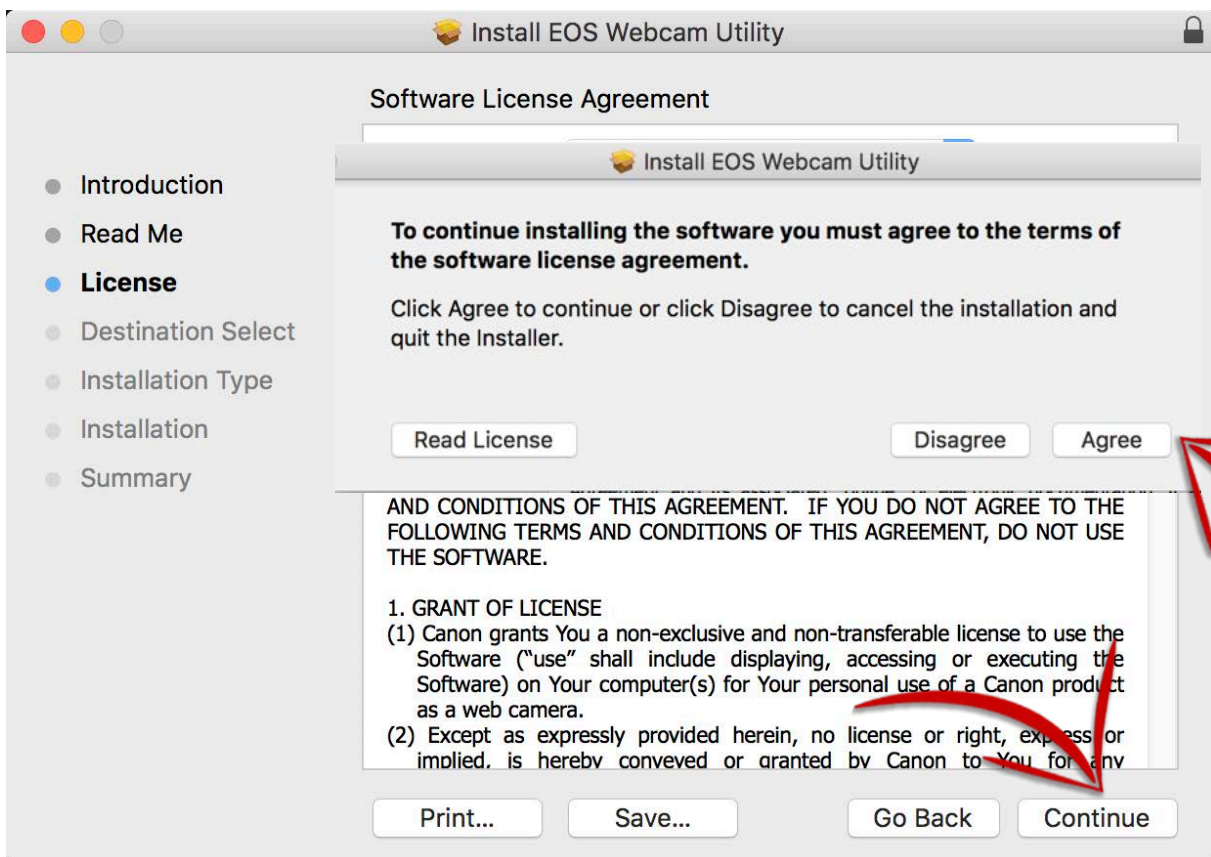 Install EOS Webcam Utility
Software License Agreement
Introduction
Read Me
License
Destination Select
Installation Type
Installation
Summary
Install EOS Webcam Utility
To continue installing the software you must agree to the terms of
the software license agreement.
Click Agree to continue or click Disagree to cancel the installation and
quit the Installer.
Read License
Disagree
Agree
AND CONDITIONS OF THIS AGREEMENT. IF YOU DO NOT AGREE TO THE
FOLLOWING TERMS AND CONDITIONS OF THIS AGREEMENT, DO NOT USE
THE SOFTWARE.
1. GRANT OF LICENSE
(1) Canon grants You a non-exclusive and non-transferable license to use the
Software (“use” shall include displaying, accessing or executing the
Software) on Your computer(s) for Your personal use of a Canon product
as a web camera.
(2) Except as expressly provided herein, no license or right, express or
implied, is hereby conveyed or granted by Canon to You for any
Print...
Save...
Go Back
Continue